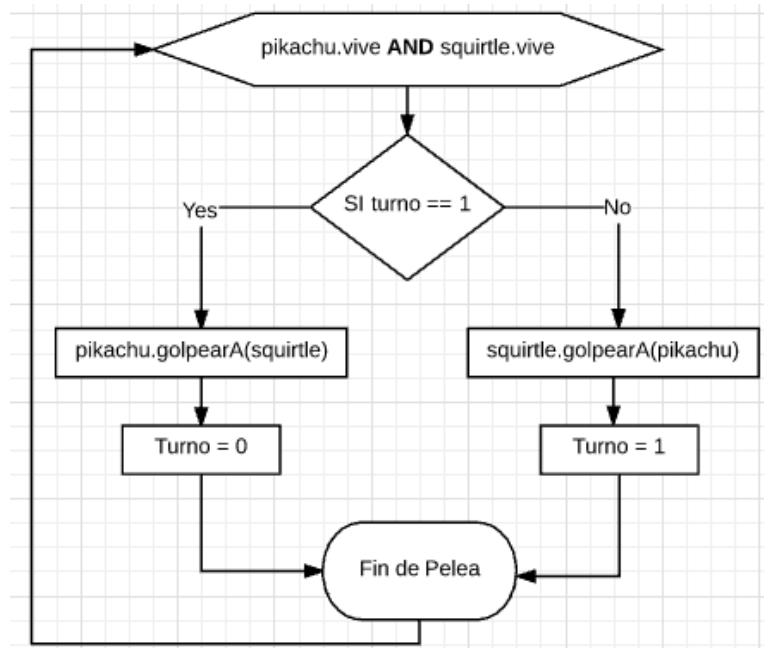 pikachu.vive AND squirtle.vive
SI turno == 1
Yes
No
pikachu.golpearA(squirtle)
squirtle.golpearA(pikachu)
Turno = 0
Turno = 1
Fin de Pelea